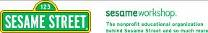 123
SESAME STREET
sesameworkshop.
The nonprofit educational organization
behind Sesame Street and so much more